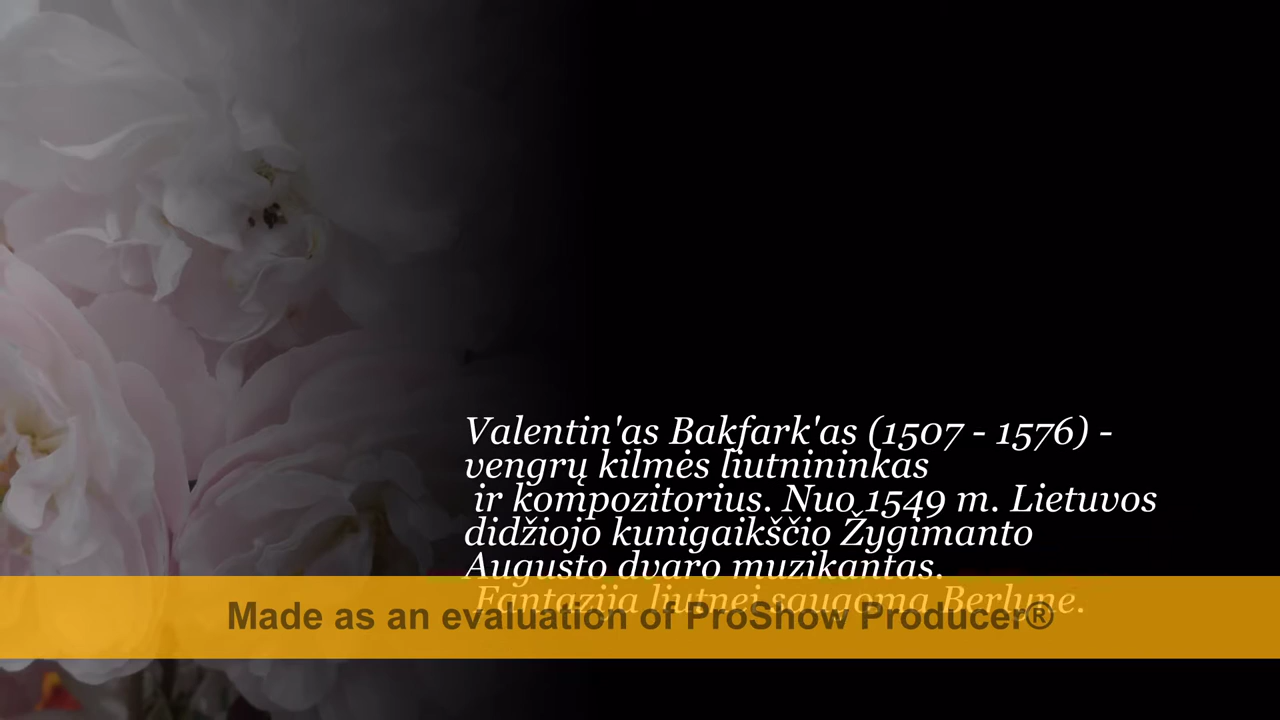 Valentin'as Bakfark'as (1507 - 1576) -
vengrų kilmės liutnininkas
ir kompozitorius. Nuo 1549 m. Lietuvos
didžiojo kunigaikščio Žygimanto
Augusto dvaro muzikantas.
Fantazija liutnei saugoma Berlyne.
Made as an evaluation of ProShow Producer®